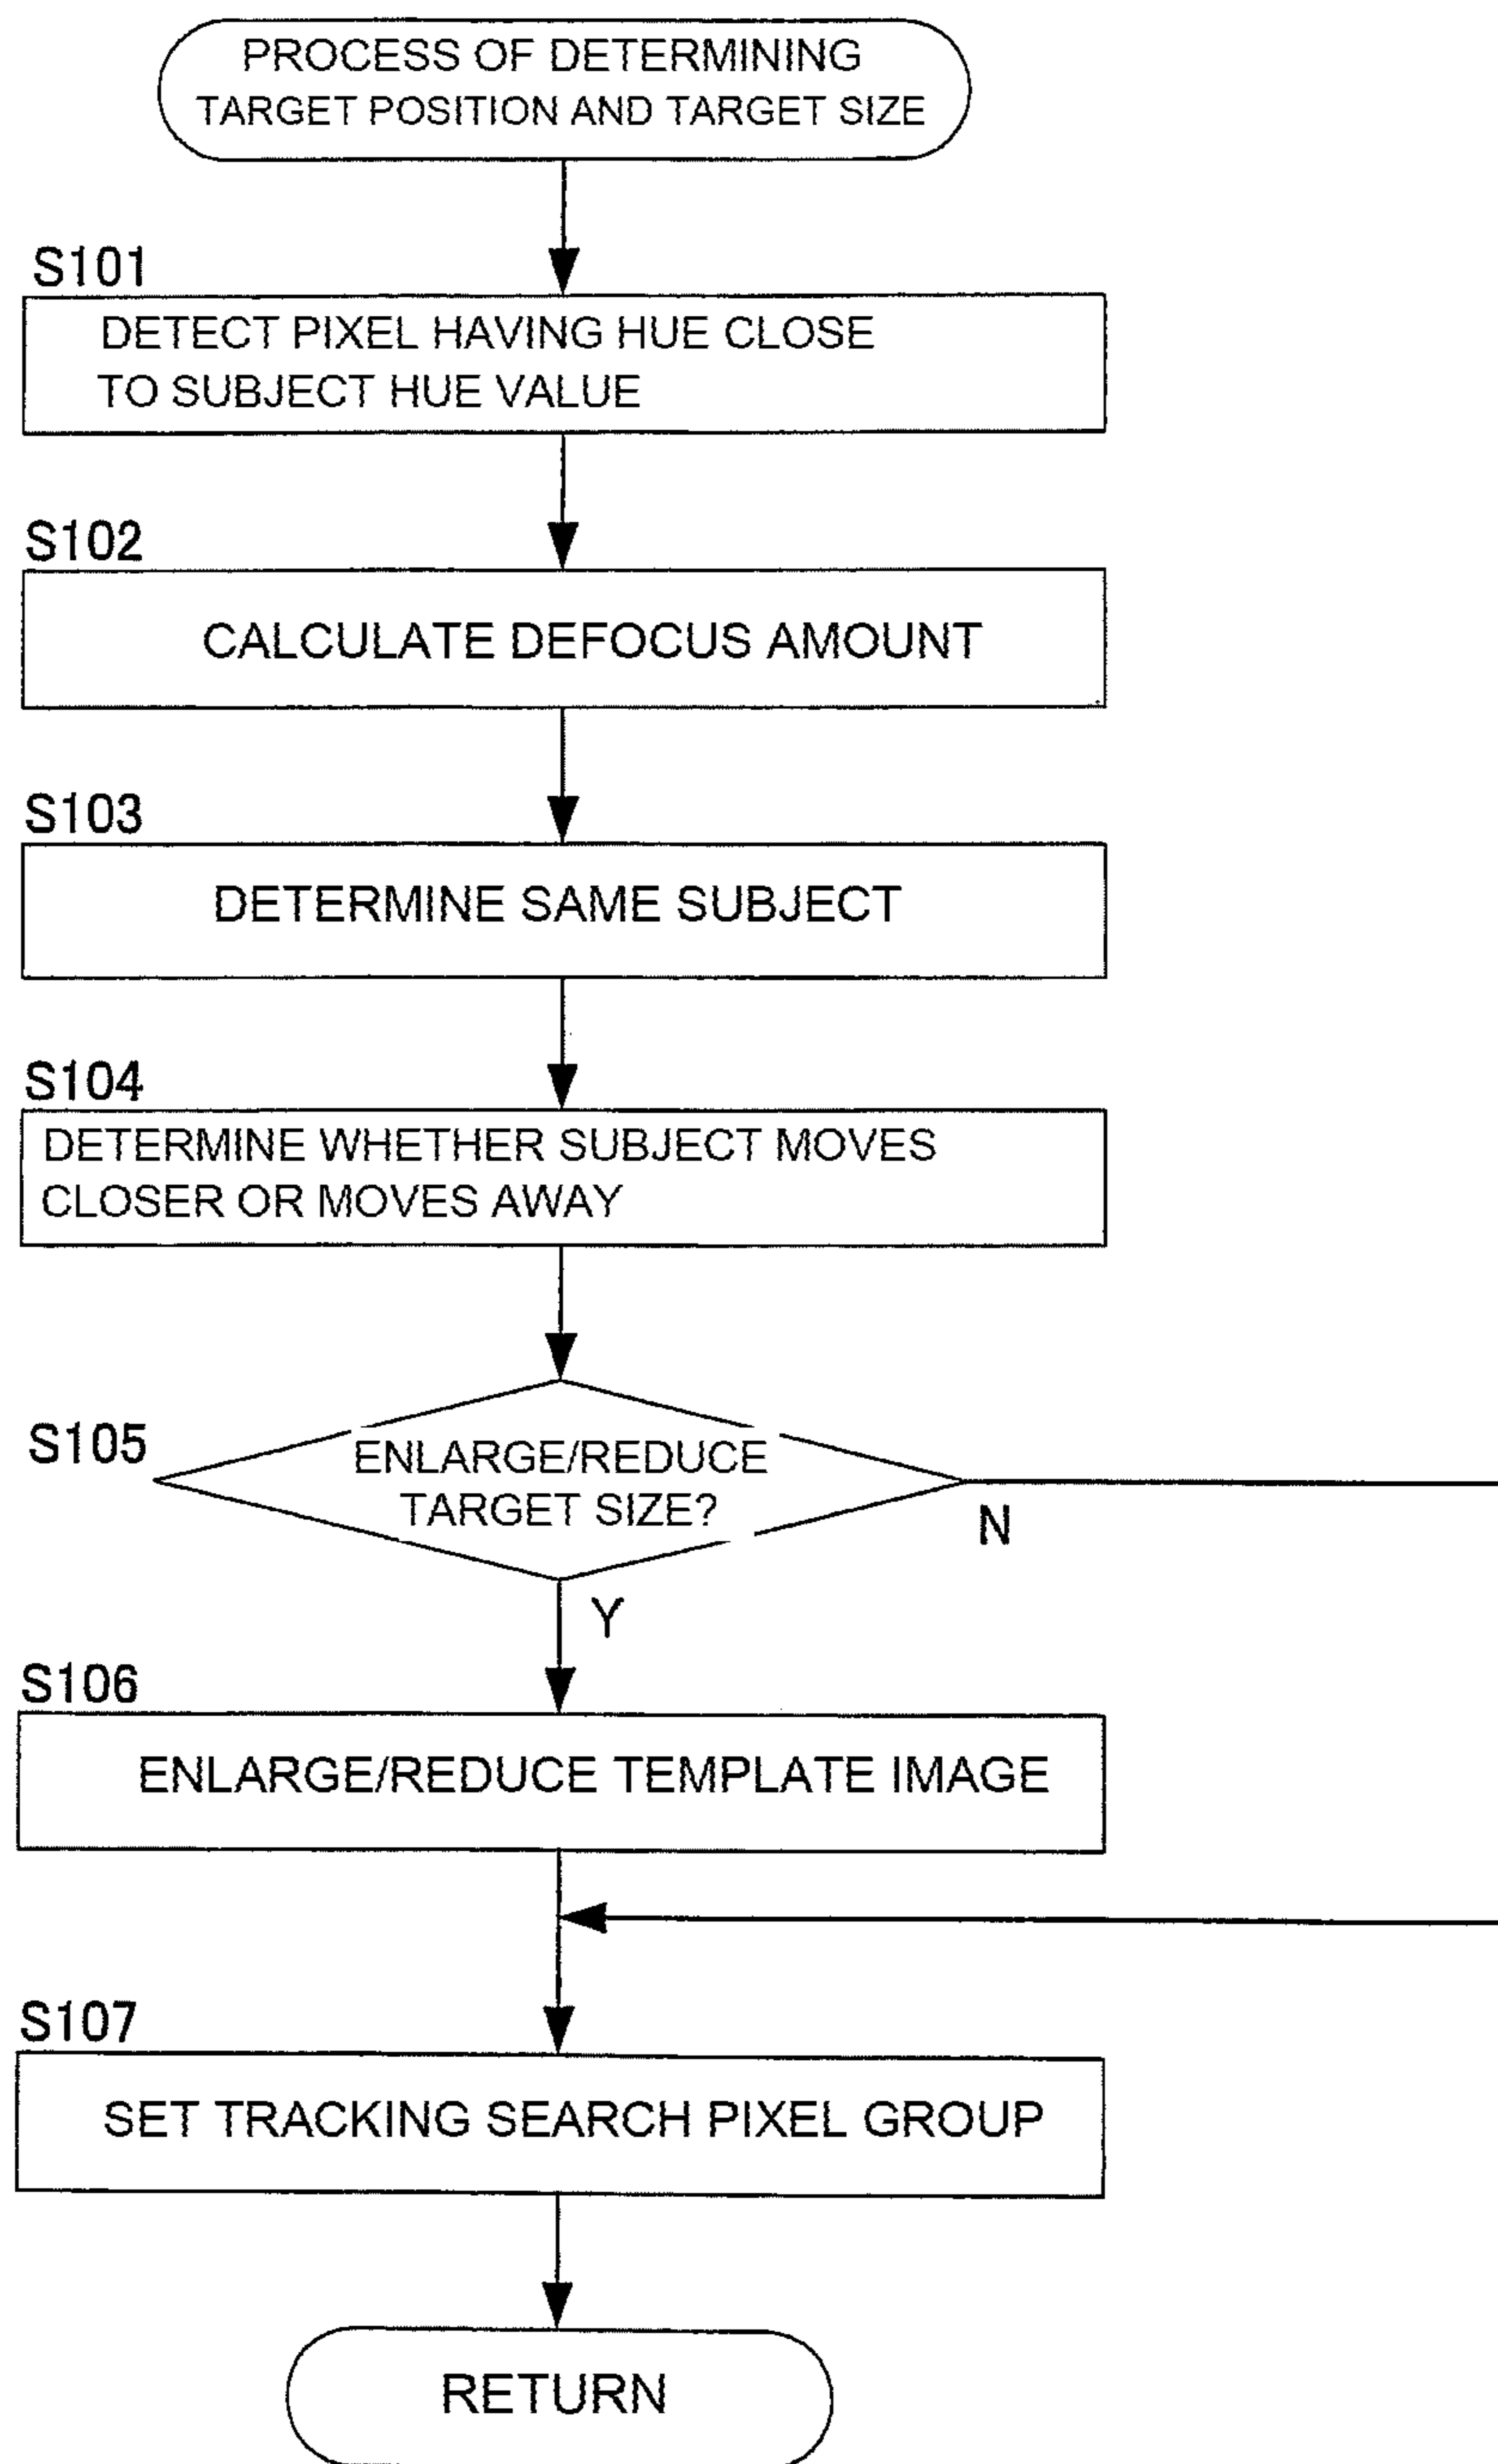 PROCESS OF DETERMINING
TARGET POSITION AND TARGET SIZE
S101
DETECT PIXEL HAVING HUE CLOSE
TO SUBJECT HUE VALUE
S102
CALCULATE DEFOCUS AMOUNT
S103
DETERMINE SAME SUBJECT
S104
DETERMINE WHETHER SUBJECT MOVES
CLOSER OR MOVES AWAY
S105
ENLARGE/REDUCE
TARGET SIZE?
N
Y
S106
ENLARGE/REDUCE TEMPLATE IMAGE
S107
SET TRACKING SEARCH PIXEL GROUP
RETURN